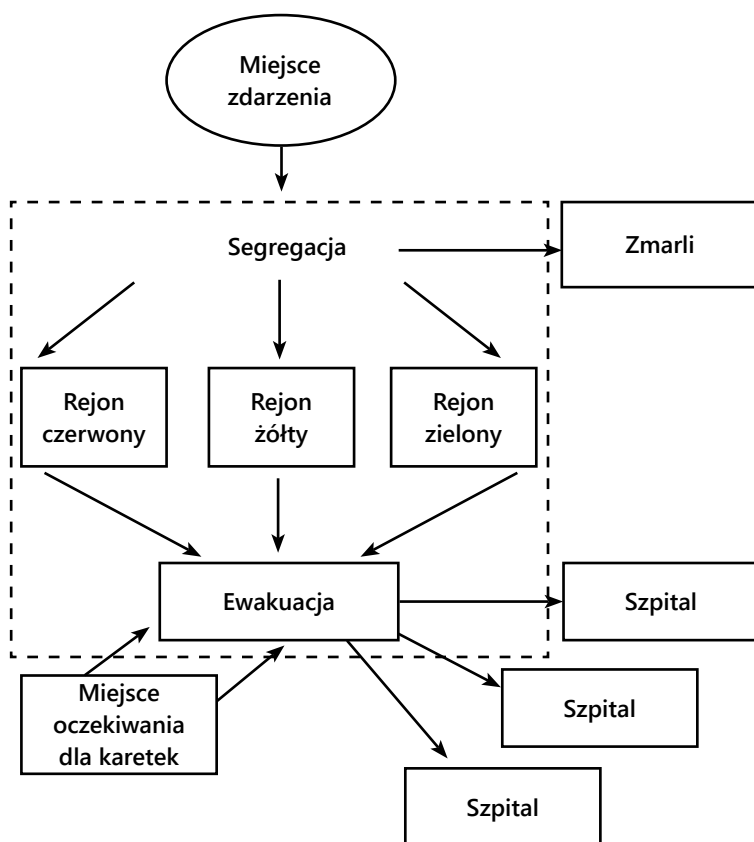 Miejsce
zdarzenia
Segregacja
Zmarli
Rejon
czerwony
Rejon
żółty
Rejon
zielony
Ewakuacja
Szpital
Miejsce
oczekiwania
dla karetek
Szpital
Szpital